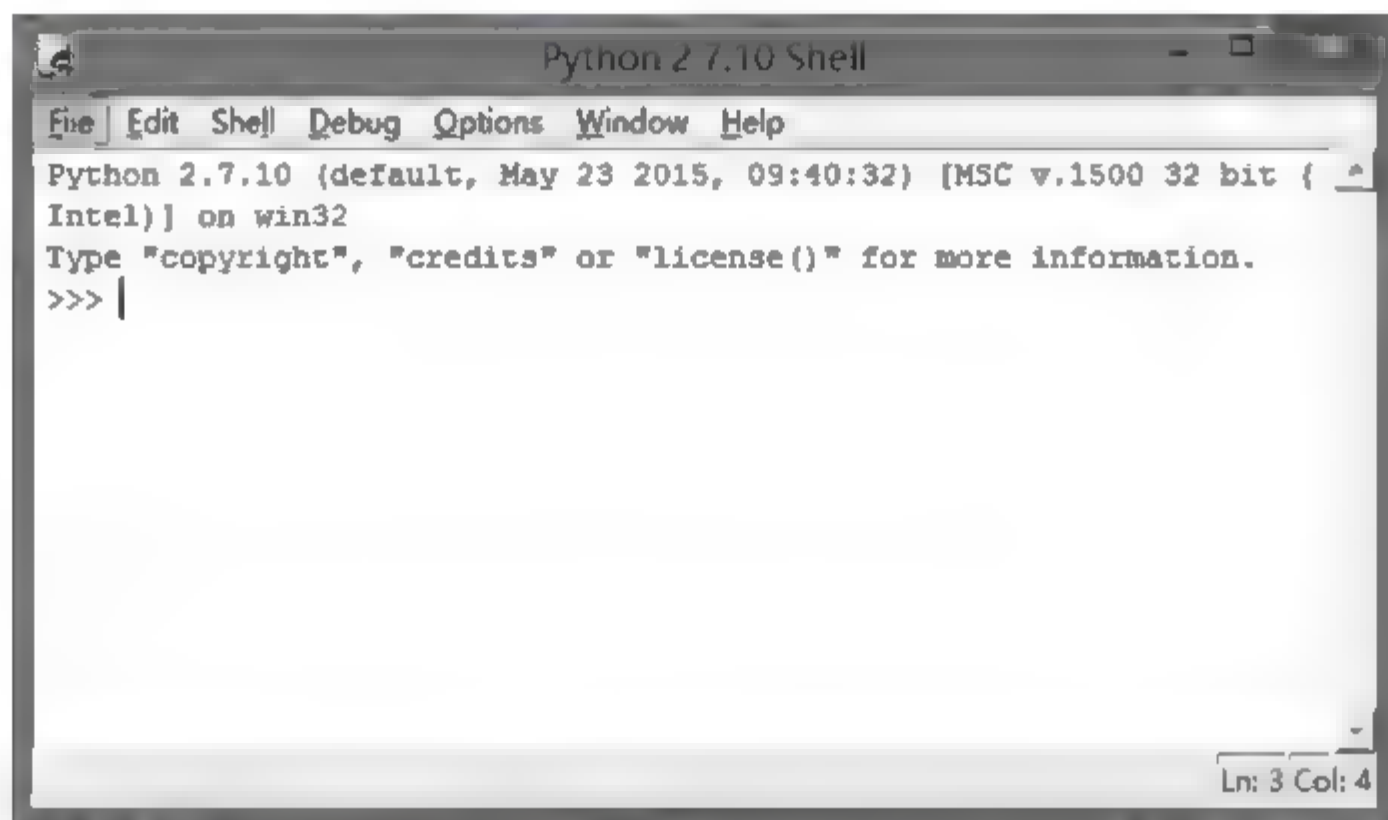 Python 2 7.10 Shell
File Edit Shell Debug Options Window Help
Python 2.7.10 (default, May 23 2015, 09:40:32) [MSC v.1500 32 bit (
Intel)] on win32
Type "copyright", "credits" or "license()" for more information.
>>>
Ln: 3 Col: 4